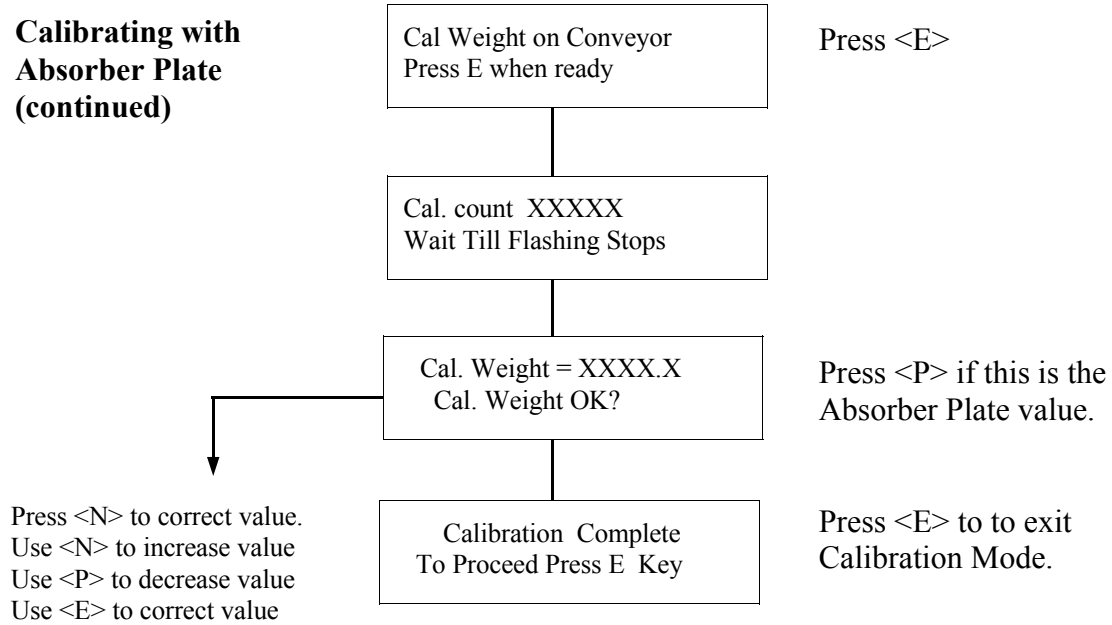 Calibrating with
Absorber Plate
(continued)
Cal Weight on Conveyor
Press E when ready
Press <E>
Cal. count XXXXX
Wait Till Flashing Stops
Cal. Weight = XXXX.X
Cal. Weight OK?
Press <P> if this is the
Absorber Plate value.
Press <N> to correct value.
Use <N> to increase value
Use <P> to decrease value
Use <E> to correct value
Calibration Complete
To Proceed Press E Key
Press <E> to to exit
Calibration Mode.